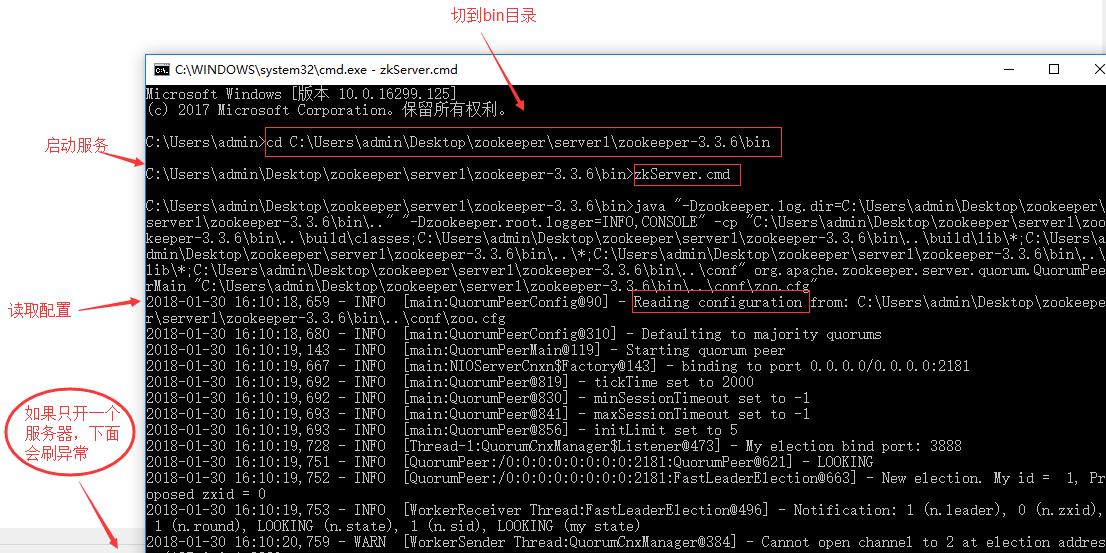 切到bin目录
C:\WINDOWS\system32\cmd.exe - zkServer.cmd
Microsoft Windows [版本 10.0.16299.125]
(c) 2017 Microsoft Corporation。保留所有权利。
C:\Users\admin>cd C:\Users\admin\Desktop\zookeeper\server1\zookeeper-3.3.6\bin
启动服务
C:\Users\admin\Desktop\zookeeper\server1\zookeeper-3.3.6\bin>zkServer.cmd
C:\Users\admin\Desktop\zookeeper\server1\zookeeper-3.3.6\bin>java "-Dzookeeper.log.dir=C:\Users\admin\Desktop\zookeeper\
server1\zookeeper-3.3.6\bin\.." "-Dzookeeper.root.logger=INFO,CONSOLE" -cp "C:\Users\admin\Desktop\zookeeper\server1\zoo
keeper-3.3.6\bin\..\build\classes;C:\Users\admin\Desktop\zookeeper\server1\zookeeper-3.3.6\bin\..\build\lib\*;C:\Users\a
dmin\Desktop\zookeeper\server1\zookeeper-3.3.6\bin\..\*;C:\Users\admin\Desktop\zookeeper\server1\zookeeper-3.3.6\bin\..\
lib\*;C:\Users\admin\Desktop\zookeeper\server1\zookeeper-3.3.6\bin\..\conf" org.apache.zookeeper.server.quorum.QuorumPee
rMain "C:\Users\admin\Desktop\zookeeper\server1\zookeeper-3.3.6\bin\..\conf\zoo.cfg"
读取配置
2018-01-30 16:10:18,659 - INFO  [main:QuorumPeerConfig@90] - Reading configuration from: C:\Users\admin\Desktop\zookeepe
r\server1\zookeeper-3.3.6\bin\..\conf\zoo.cfg
2018-01-30 16:10:18,680 - INFO  [main:QuorumPeerConfig@310] - Defaulting to majority quorums
2018-01-30 16:10:19,143 - INFO  [main:QuorumPeerMain@119] - Starting quorum peer
2018-01-30 16:10:19,667 - INFO  [main:NIOServerCnxn$Factory@143] - binding to port 0.0.0.0/0.0.0.0:2181
2018-01-30 16:10:19,692 - INFO  [main:QuorumPeer@819] - tickTime set to 2000
2018-01-30 16:10:19,692 - INFO  [main:QuorumPeer@830] - minSessionTimeout set to -1
2018-01-30 16:10:19,693 - INFO  [main:QuorumPeer@841] - maxSessionTimeout set to -1
2018-01-30 16:10:19,693 - INFO  [main:QuorumPeer@856] - initLimit set to 5
2018-01-30 16:10:19,728 - INFO  [Thread-1:QuorumCnxManager$Listener@473] - My election bind port: 3888
2018-01-30 16:10:19,751 - INFO  [QuorumPeer:/0:0:0:0:0:0:0:0:2181:QuorumPeer@621] - LOOKING
2018-01-30 16:10:19,752 - INFO  [QuorumPeer:/0:0:0:0:0:0:0:0:2181:FastLeaderElection@663] - New election. My id =  1, Pr
oposed zxid = 0
2018-01-30 16:10:19,753 - INFO  [WorkerReceiver Thread:FastLeaderElection@496] - Notification: 1 (n.leader), 0 (n.zxid),
 1 (n.round), LOOKING (n.state), 1 (n.sid), LOOKING (my state)
2018-01-30 16:10:20,759 - WARN  [WorkerSender Thread:QuorumCnxManager@384] - Cannot open channel to 2 at election addres
如果只开一个
服务器，下面
会刷异常